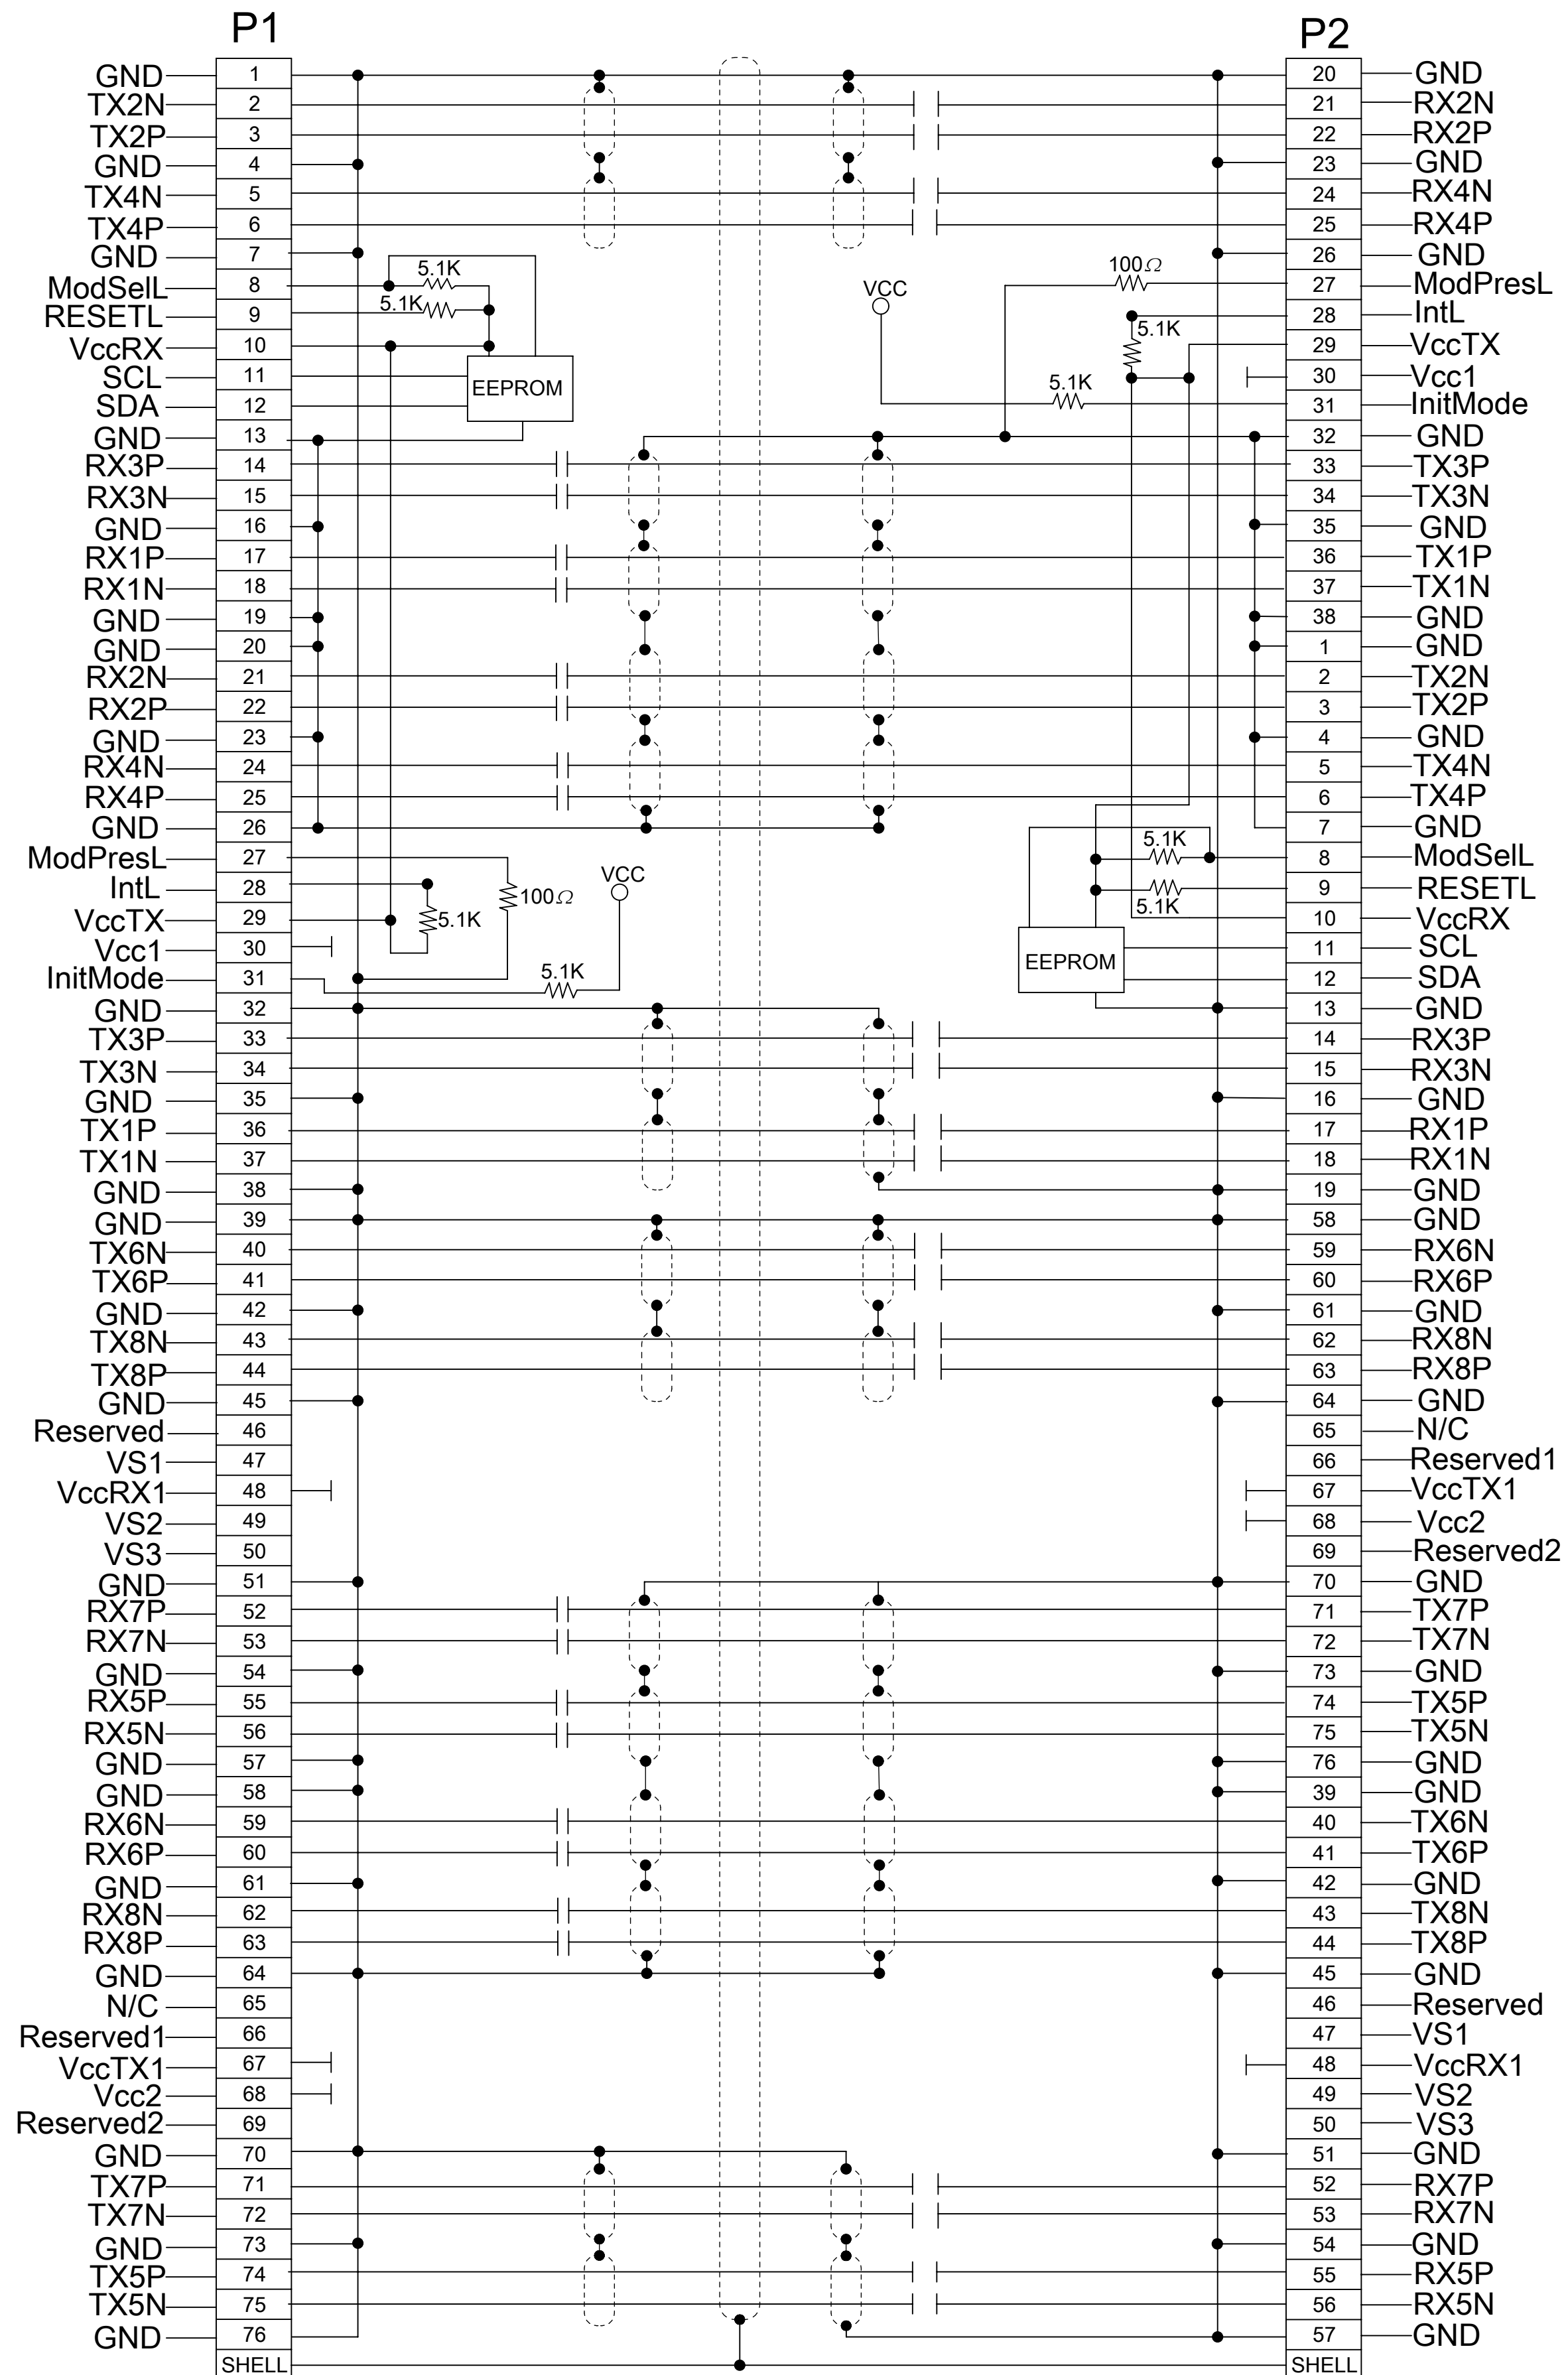 P1 P2
GND 1 20 GND
TX2N 2 21 RX2N
TX2P 3 22 RX2P
GND 4 23 GND
TX4N 5 24 RX4N
TX4P 6 25 RX4P
GND 7 26 GND
ModSelL 8 5.1K 100Ω 27 ModPresL
RESETL 9 5.1K VCC 28 IntL
VccRX 10 5.1K 29 VccTX
SCL 11 EEPROM 30 Vcc1
SDA 12 5.1K 31 InitMode
GND 13 32 GND
RX3P 14 33 TX3P
RX3N 15 34 TX3N
GND 16 35 GND
RX1P 17 36 TX1P
RX1N 18 37 TX1N
GND 19 38 GND
GND 20 1 GND
RX2N 21 2 TX2N
RX2P 22 3 TX2P
GND 23 4 GND
RX4N 24 5 TX4N
RX4P 25 6 TX4P
GND 26 7 GND
ModPresL 27 5.1K 8 ModSelL
IntL 28 100Ω VCC 5.1K 9 RESETL
VccTX 29 5.1K 10 VccRX
Vcc1 30 EEPROM 11 SCL
InitMode 31 5.1K 12 SDA
GND 32 13 GND
TX3P 33 14 RX3P
TX3N 34 15 RX3N
GND 35 16 GND
TX1P 36 17 RX1P
TX1N 37 18 RX1N
GND 38 19 GND
GND 39 58 GND
TX6N 40 59 RX6N
TX6P 41 60 RX6P
GND 42 61 GND
TX8N 43 62 RX8N
TX8P 44 63 RX8P
GND 45 64 GND
Reserved 46 65 N/C
VS1 47 66 Reserved1
VccRX1 48 67 VccTX1
VS2 49 68 Vcc2
VS3 50 69 Reserved2
GND 51 70 GND
RX7P 52 71 TX7P
RX7N 53 72 TX7N
GND 54 73 GND
RX5P 55 74 TX5P
RX5N 56 75 TX5N
GND 57 76 GND
GND 58 39 GND
RX6N 59 40 TX6N
RX6P 60 41 TX6P
GND 61 42 GND
RX8N 62 43 TX8N
RX8P 63 44 TX8P
GND 64 45 GND
N/C 65 46 Reserved
Reserved1 66 47 VS1
VccTX1 67 48 VccRX1
Vcc2 68 49 VS2
Reserved2 69 50 VS3
GND 70 51 GND
TX7P 71 52 RX7P
TX7N 72 53 RX7N
GND 73 54 GND
TX5P 74 55 RX5P
TX5N 75 56 RX5N
GND 76 57 GND
SHELL SHELL